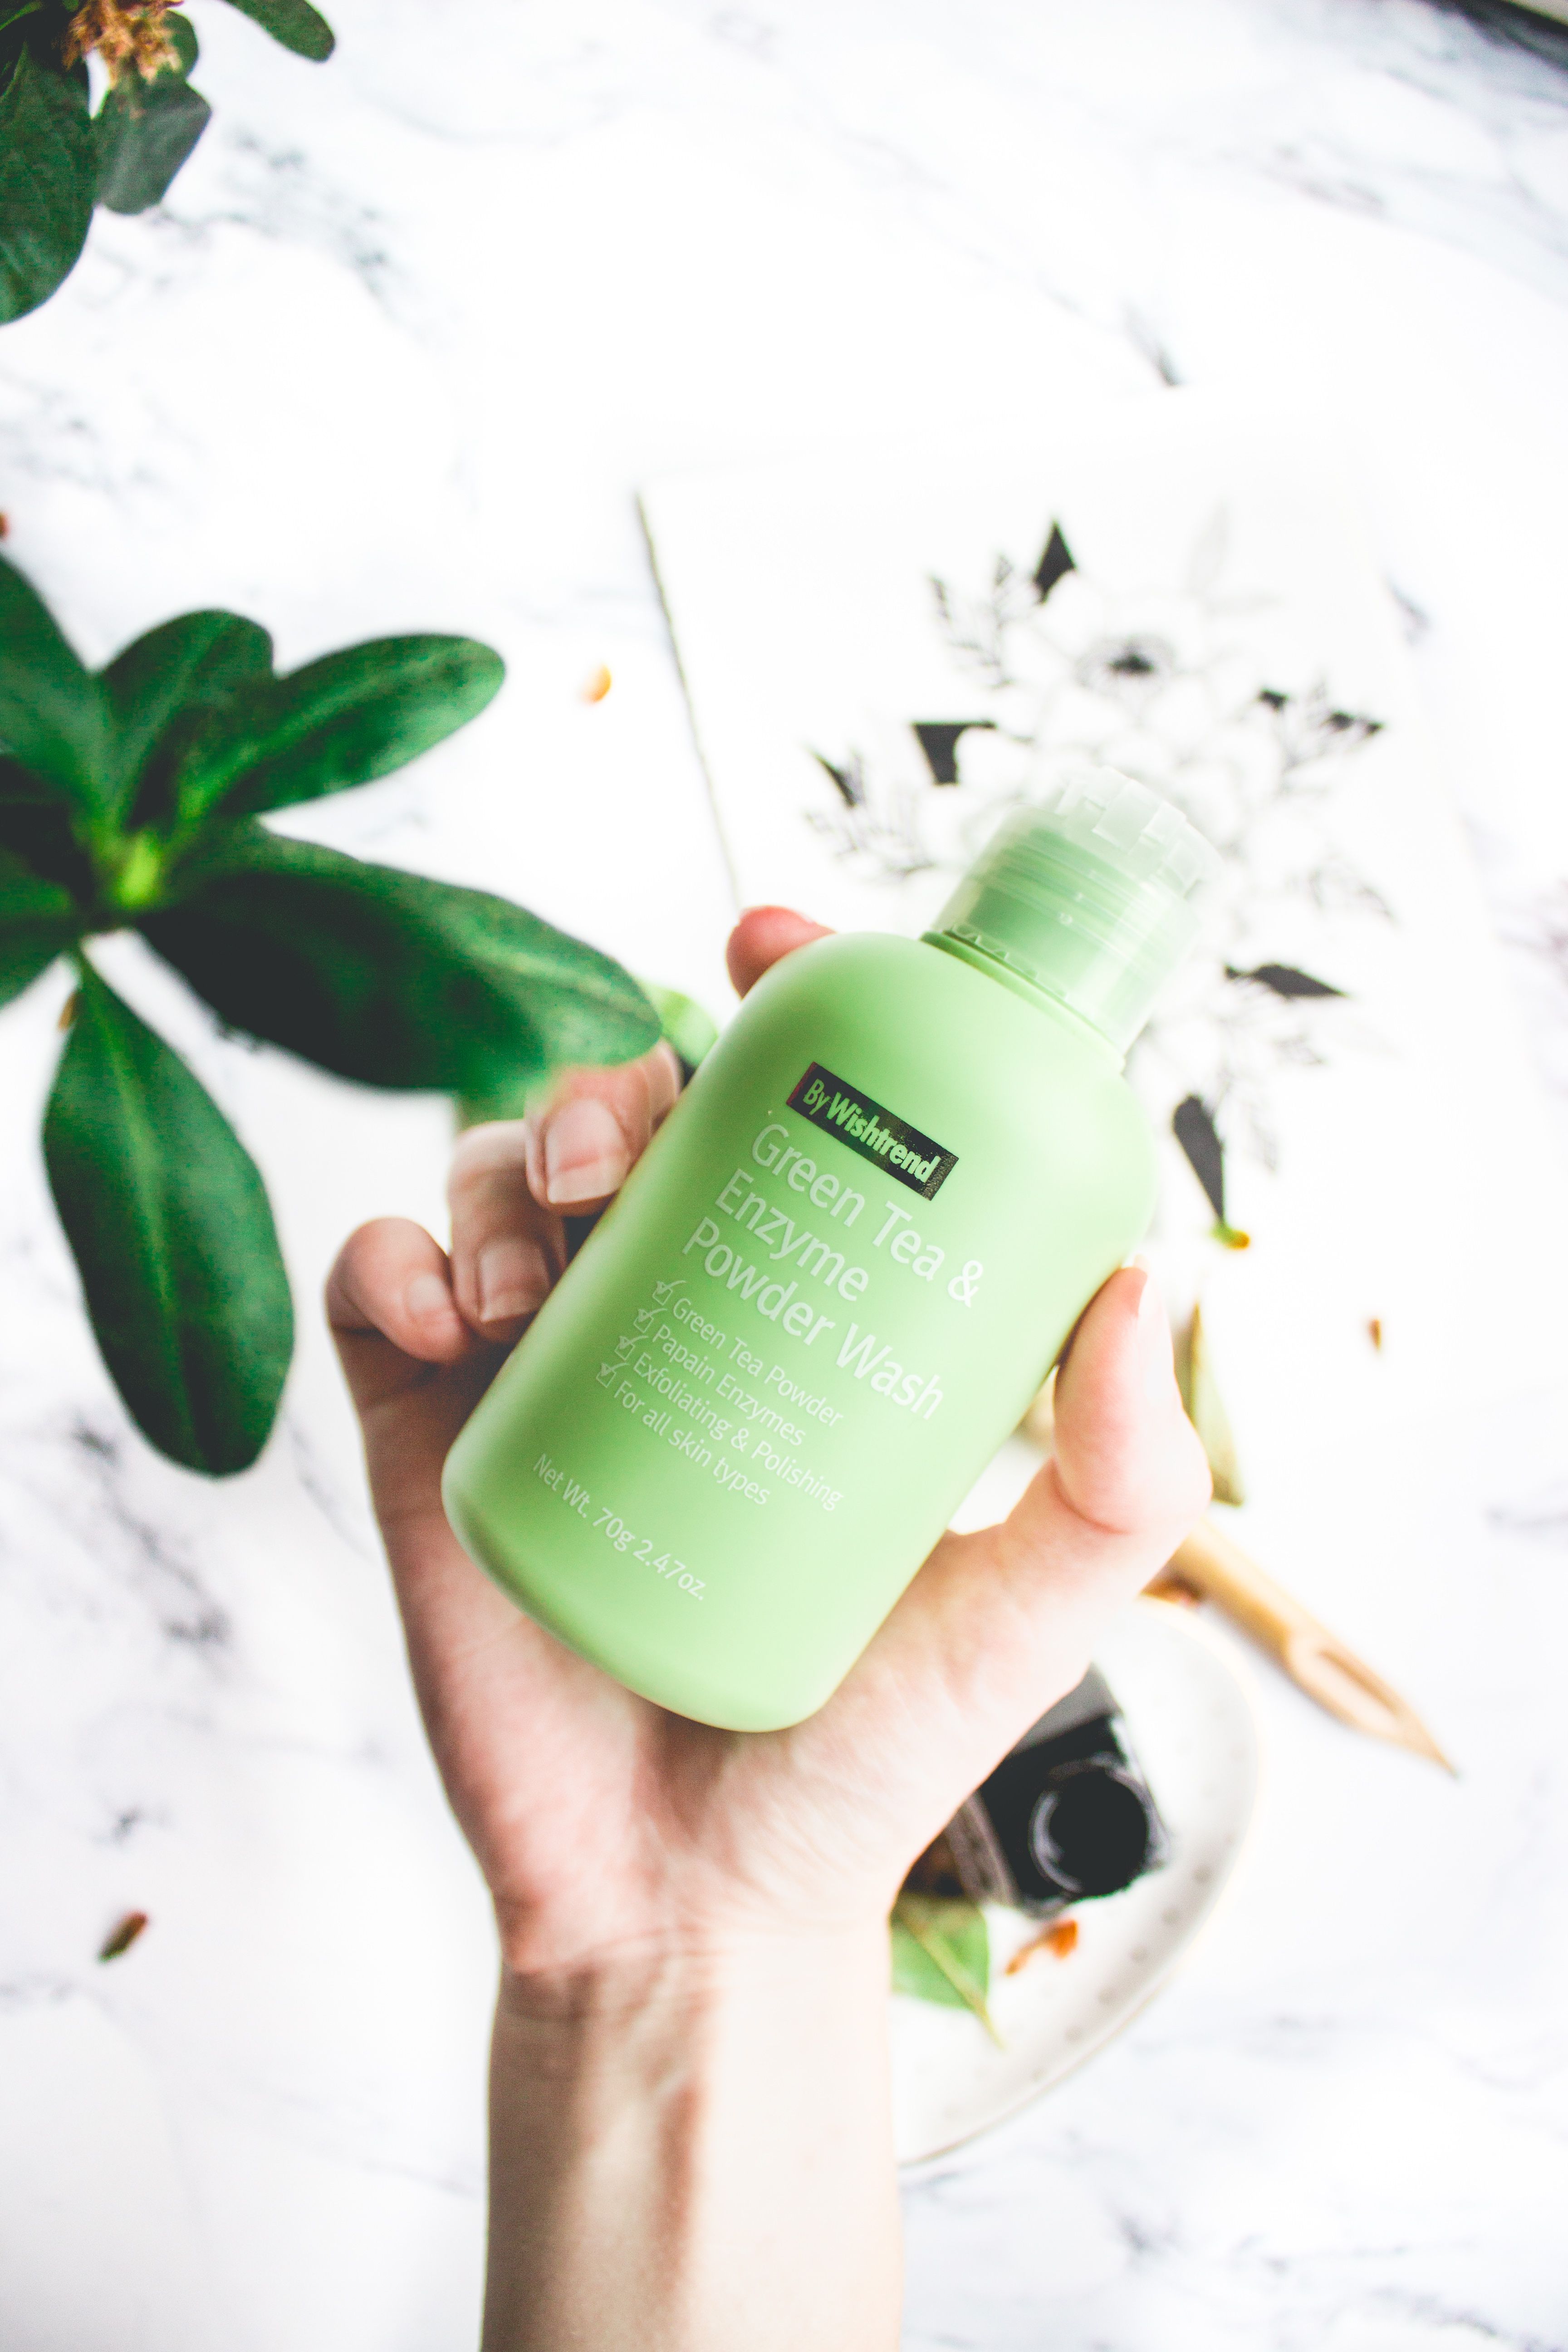 By Wishtrend
Green Tea &
Enzyme
Powder Wash
Green Tea Powder
Papain Enzymes
Exfoliating & Polishing
For all skin types
Net Wt. 70g 2.47oz.